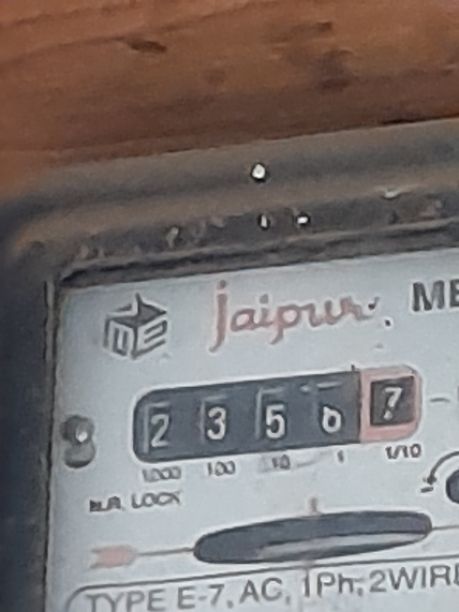 jaipur ME
2 3 5 6 7
1000 100 10 1 1/10
LOCK
TYPE E-7, AC, 1Ph, 2WIRE